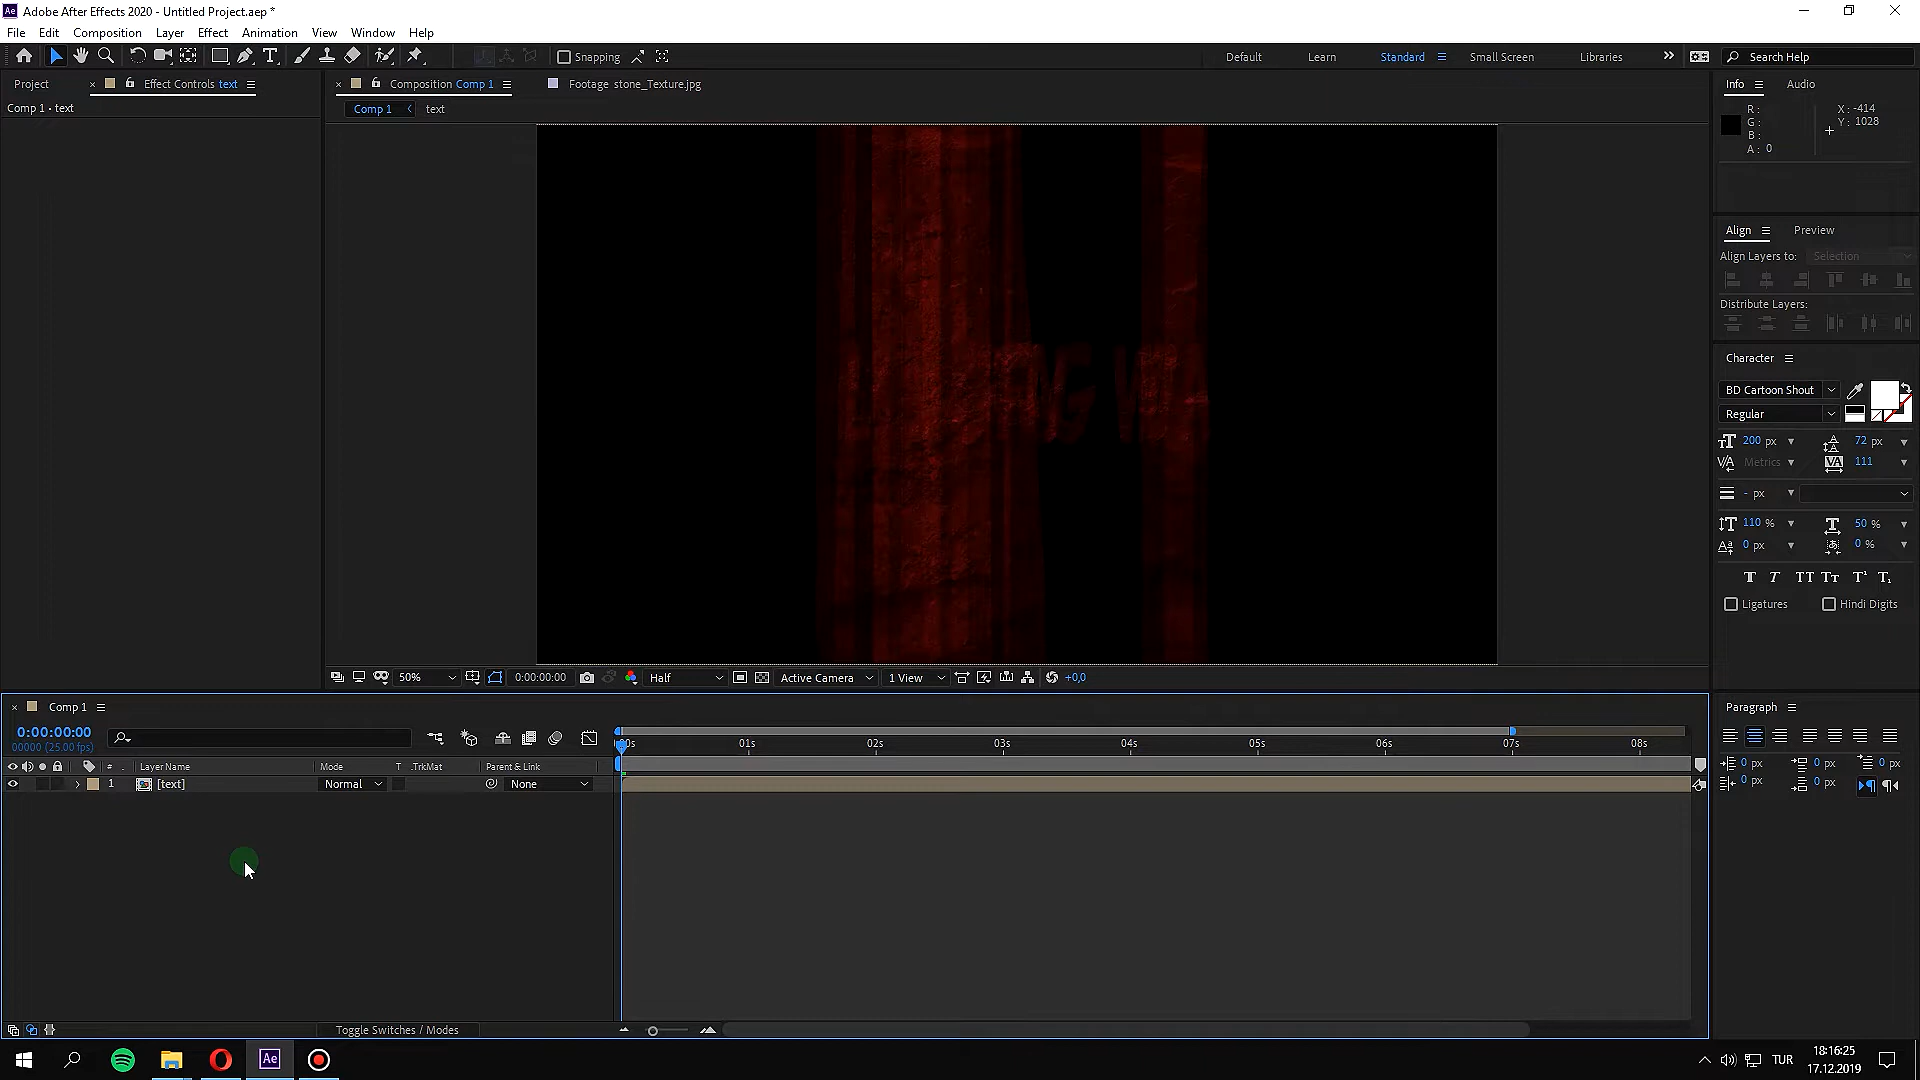 Adobe After Effects 2020 - Untitled Project.aep *
File Edit Composition Layer Effect Animation View Window Help
Snapping
Default Learn Standard Small Screen Libraries
Search Help
Project
Effect Controls text
Composition Comp 1
Footage stone_Texture.jpg
Info Audio
Comp 1 • text
Comp 1 text
R :
G :
B :
A : 0
X : -414
Y : 1028
Align Preview
Align Layers to: Selection
Distribute Layers:
Character
BD Cartoon Shout
Regular
200 px 72 px
Metrics 111
- px
110 % 50 %
0 px 0 %
Ligatures Hindi Digits
50% 0:00:00:00 Half Active Camera 1 View +0,0
Comp 1
Paragraph
0:00:00:00
00000 (25.00 fps)
00s 01s 02s 03s 04s 05s 06s 07s 08s
# Layer Name Mode T .TrkMat Parent & Link
1 [text] Normal None
0 px 0 px 0 px
0 px 0 px
Toggle Switches / Modes
Ae
TUR
18:16:25
17.12.2019